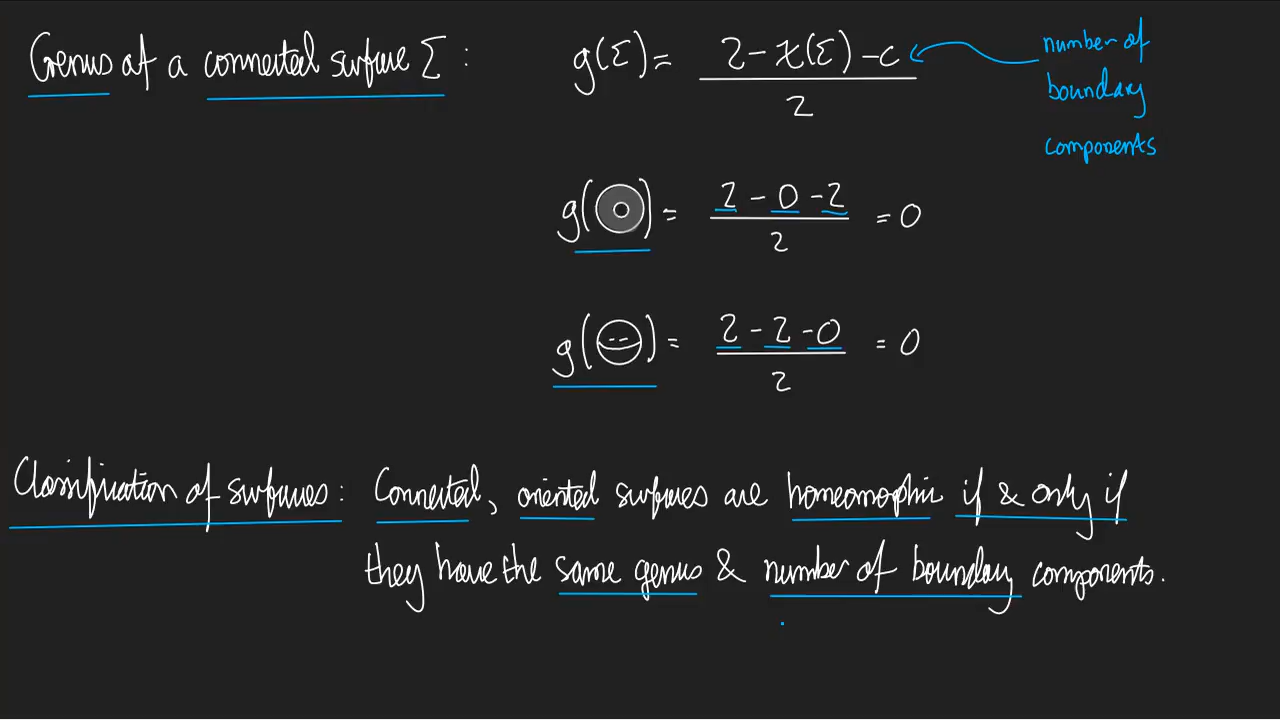 Genus of a connected surface Σ : g(Σ) = (2 - χ(Σ) - c) / 2
number of
boundary
components
g( ) = (2 - 0 - 2) / 2 = 0
g( ) = (2 - 2 - 0) / 2 = 0
Classification of surfaces: Connected, oriented surfaces are homeomorphic if & only if
they have the same genus & number of boundary components.